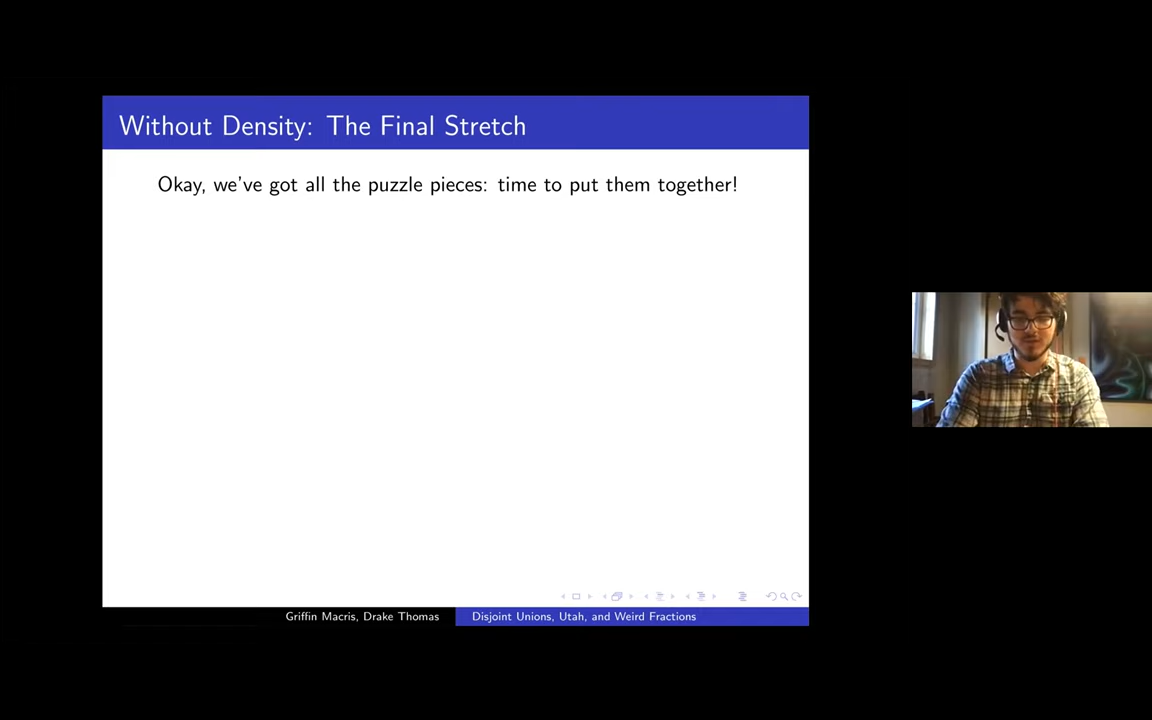 Without Density: The Final Stretch
Okay, we've got all the puzzle pieces: time to put them together!
Griffin Macris, Drake Thomas
Disjoint Unions, Utah, and Weird Fractions